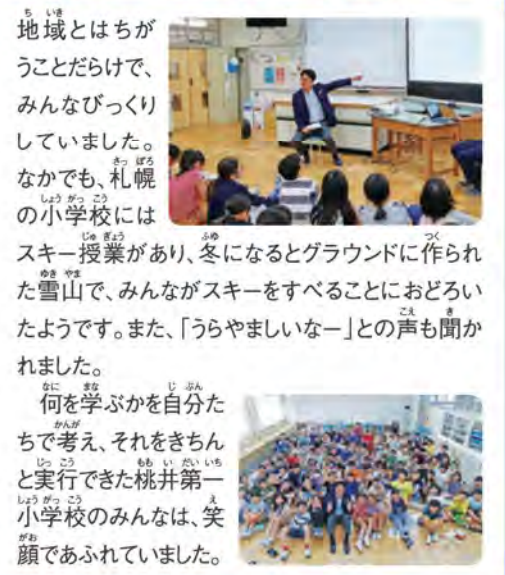 地域とはちが
うことだらけで、
みんなびっくり
していました。
なかでも、札幌
の小学校には
スキー授業があり、冬になるとグラウンドに作られ
た雪山で、みんながスキーをすべることにおどろい
たようです。また、「うらやましいなー」との声も聞か
れました。
何を学ぶかを自分た
ちで考え、それをきちん
と実行できた桃井第一
小学校のみんなは、笑
顔であふれていました。